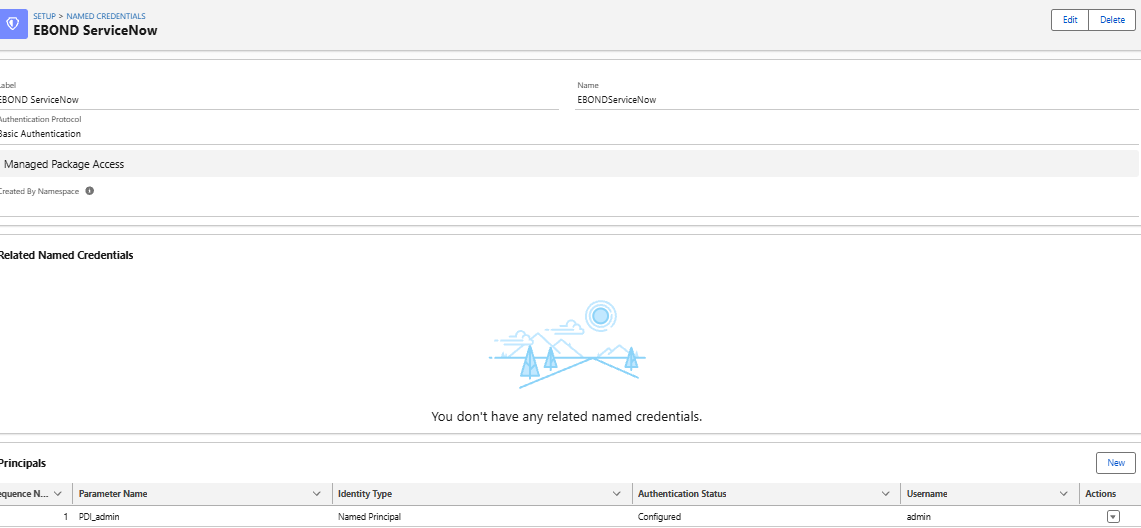 SETUP > NAMED CREDENTIALS
EBOND ServiceNow
Edit Delete
Label
EBOND ServiceNow
Name
EBONDServiceNow
Authentication Protocol
Basic Authentication
Managed Package Access
Created By Namespace
Related Named Credentials
You don't have any related named credentials.
Principals
New
equence N... Parameter Name Identity Type Authentication Status Username Actions
1 PDI_admin Named Principal Configured admin